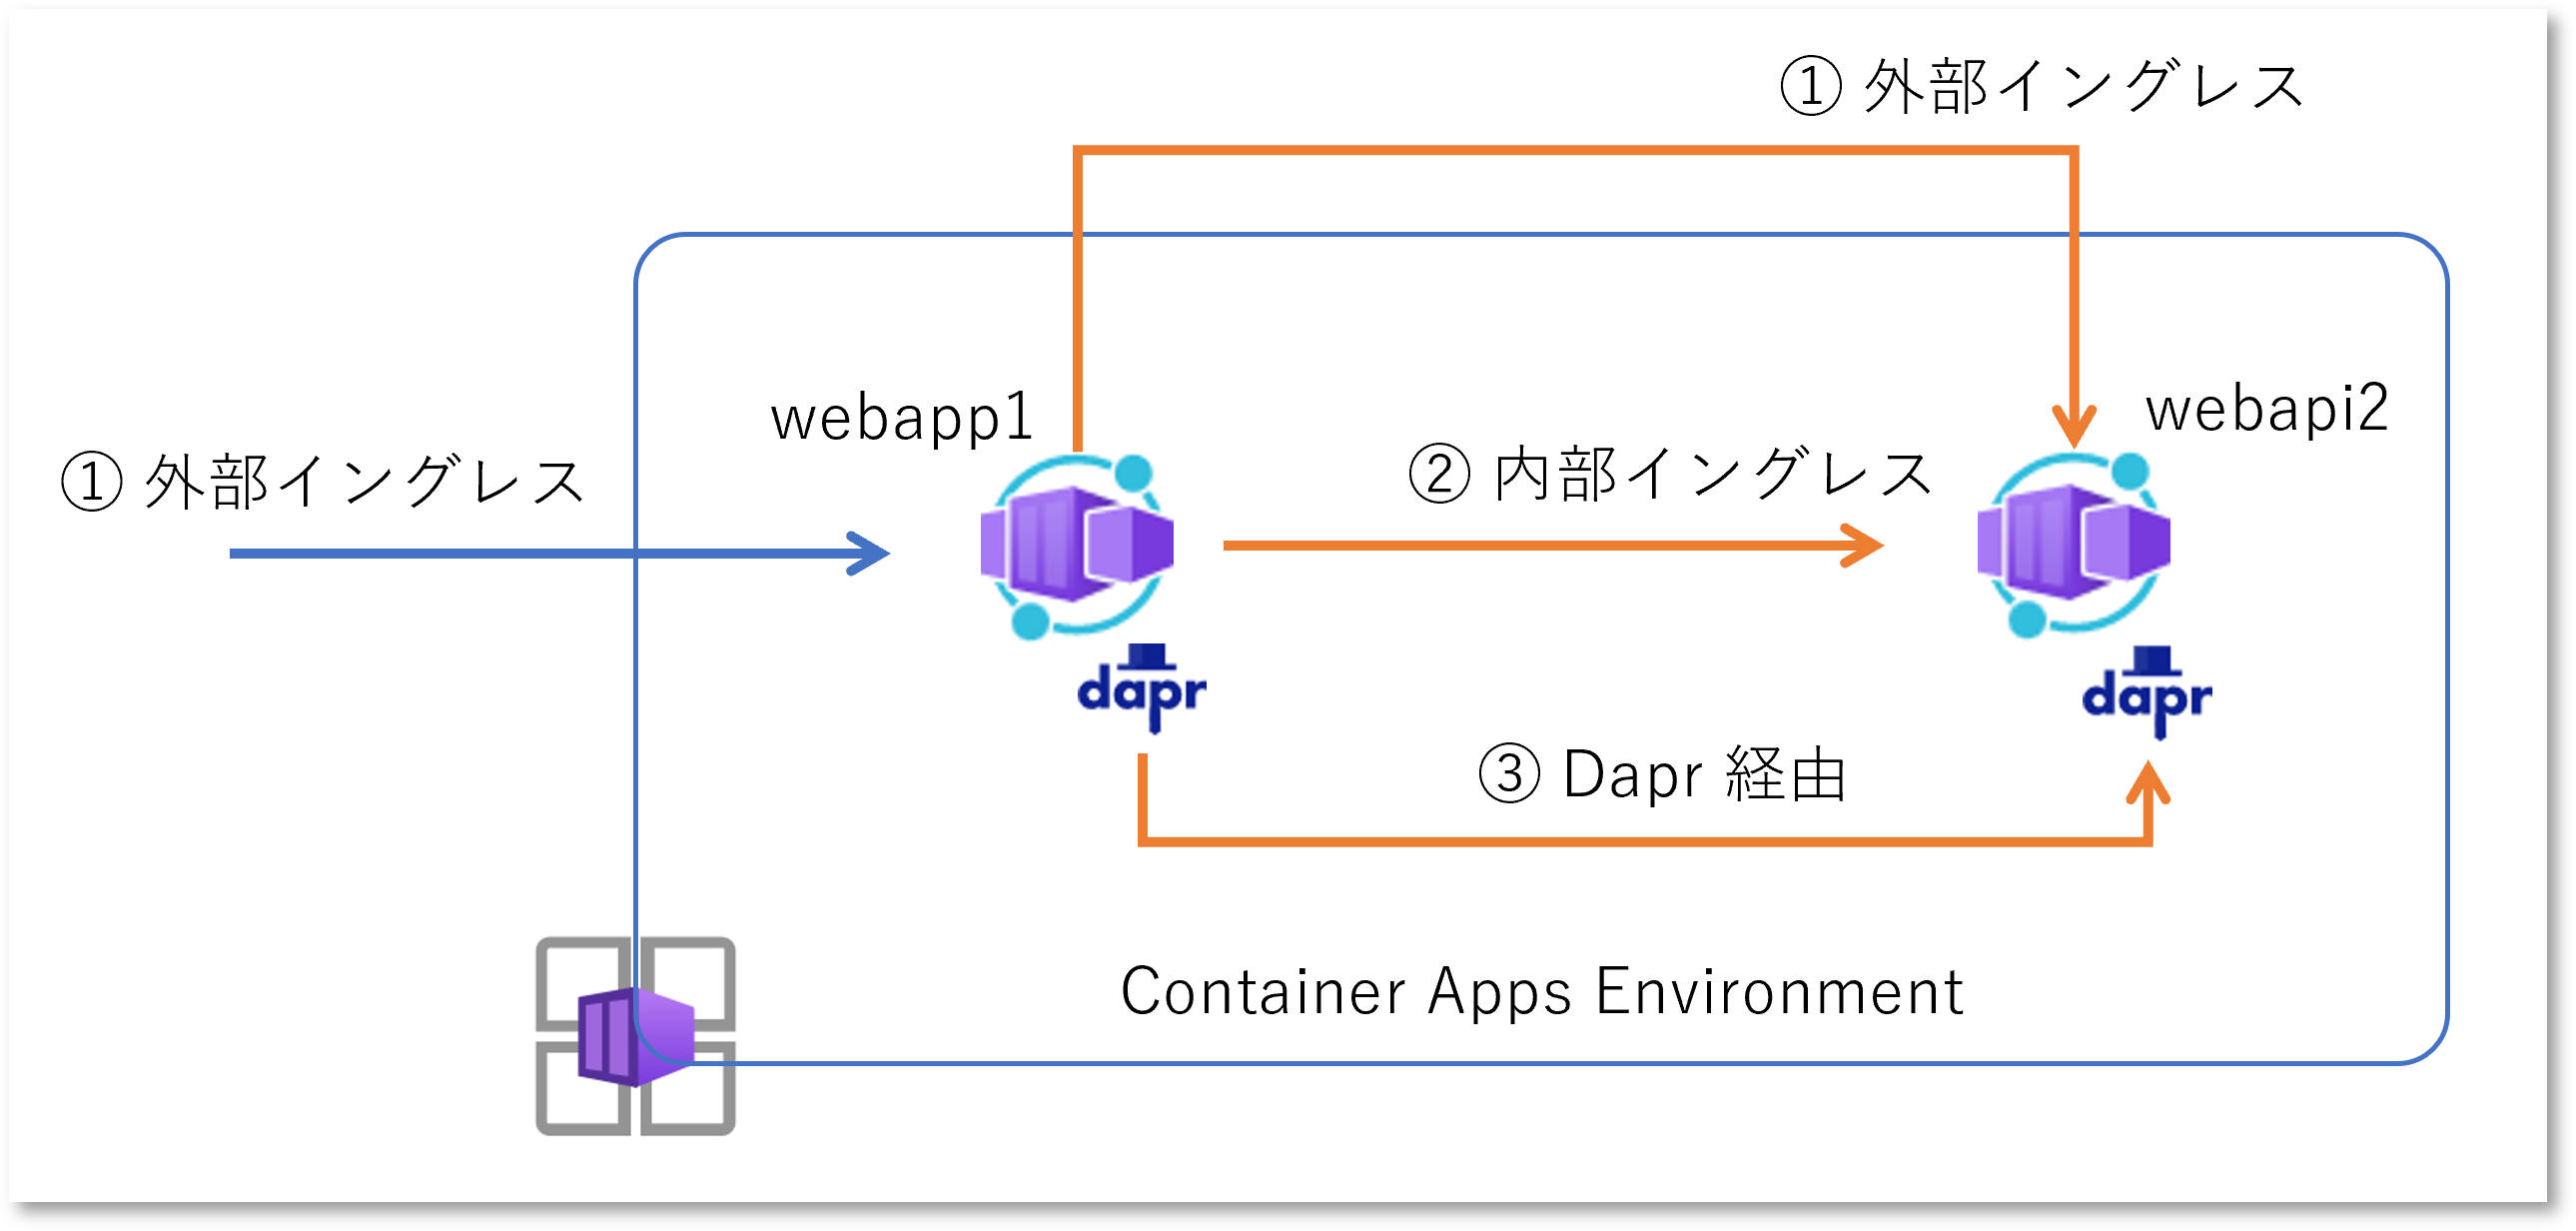 ① 外部イングレス
webapp1
webapi2
① 外部イングレス
② 内部イングレス
dapr
dapr
③ Dapr 経由
Container Apps Environment